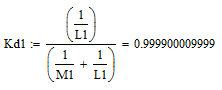 Kd1 := (1/L1) / (1/M1 + 1/L1) = 0.999900009999